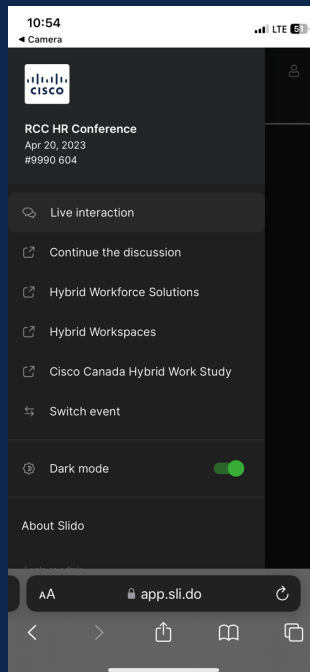 10:54
LTE 5
◄ Camera
CISCO
RCC HR Conference
Apr 20, 2023
#9990 604
Live interaction
Continue the discussion
Hybrid Workforce Solutions
Hybrid Workspaces
Cisco Canada Hybrid Work Study
Switch event
Dark mode
About Slido
AA
app.sli.do